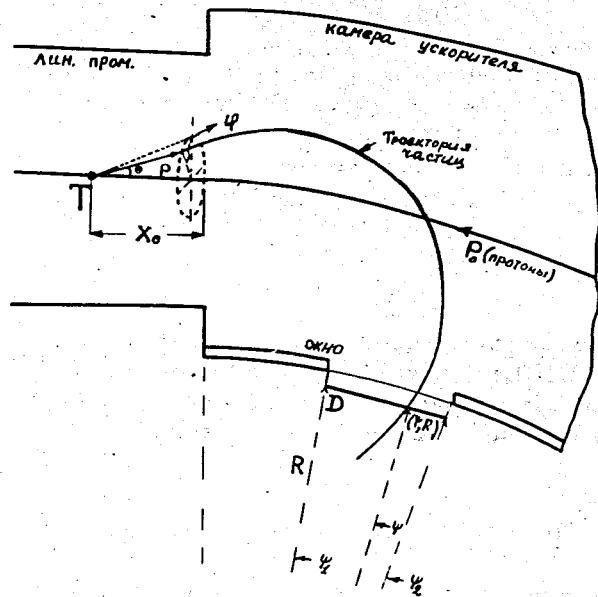 камера ускорителя
Лин. пром.
φ
Траектория
частиц
θ
ρ
T
X₀
P₀ (протоны)
окно
D
(r, R)
R
ψ
ψ₁
ψ₂